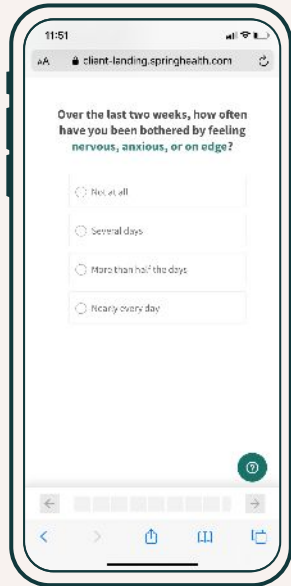 11:51
AA client-landing.springhealth.com
Over the last two weeks, how often
have you been bothered by feeling
nervous, anxious, or on edge?
Not at all
Several days
More than half the days
Nearly every day
?